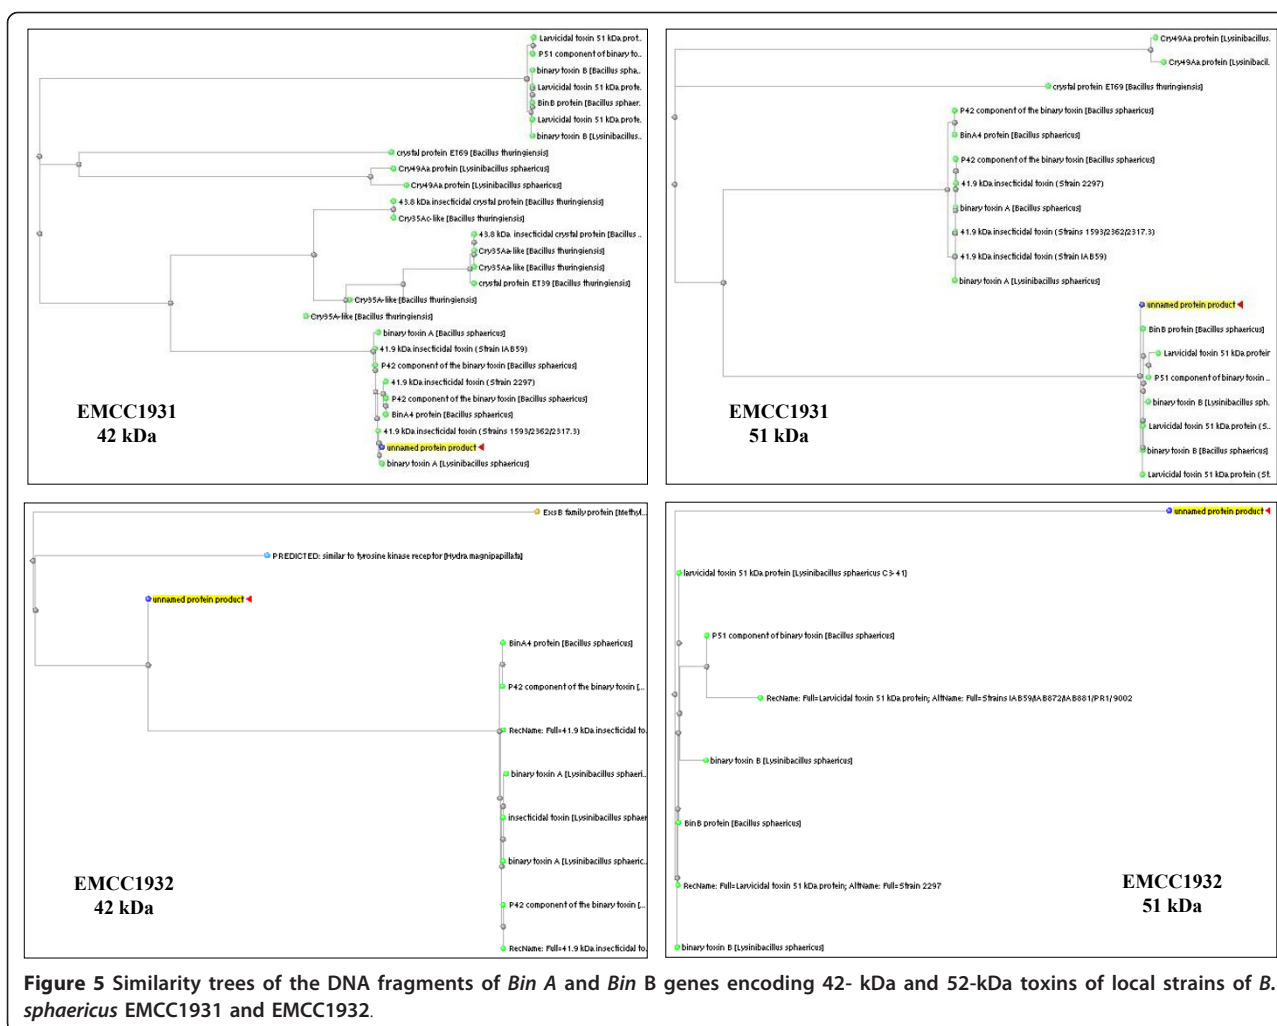 Larvicidal toxin 51 kDa prot..
P51 component of binary to...
binary toxin B [Bacillus spha...
Larvicidal toxin 51 kDa prote.
BinB protein [Bacillus sphaer.
Larvicidal toxin 51 kDa prote.
binary toxin B [Lysinibacillus..
crystal protein ET69 [Bacillus thuringiensis]
Cry49Aa protein [Lysinibacillus sphaericus]
Cry49Aa protein [Lysinibacillus sphaericus]
43.8 kDa insecticidal crystal protein [Bacillus thuringiensis]
Cry35Ac-like [Bacillus thuringiensis]
43.8 kDa. insecticidal crystal protein [Bacillus ..
Cry35Aa-like [Bacillus thuringiensis]
Cry35Aa-like [Bacillus thuringiensis]
crystal protein ET39 [Bacillus thuringiensis]
Cry35A-like [Bacillus thuringiensis]
Cry35A-like [Bacillus thuringiensis]
binary toxin A [Bacillus sphaericus]
41.9 kDa insecticidal toxin (Strain IAB59)
P42 component of the binary toxin [Bacillus sphaericus]
41.9 kDa insecticidal toxin (Strain 2297)
P42 component of the binary toxin [Bacillus sphaericus]
BinA4 protein [Bacillus sphaericus]
41.9 kDa insecticidal toxin (Strains 1593/2362/2317.3)
unnamed protein product
binary toxin A [Lysinibacillus sphaericus]
EMCC1931
42 kDa
Cry49Aa protein [Lysinibacillus.
Cry49Aa protein [Lysinibacil.
crystal protein ET69 [Bacillus thuringiensis]
P42 component of the binary toxin [Bacillus sphaericus]
BinA4 protein [Bacillus sphaericus]
P42 component of the binary toxin [Bacillus sphaericus]
41.9 kDa insecticidal toxin (Strain 2297)
binary toxin A [Bacillus sphaericus]
41.9 kDa insecticidal toxin (Strains 1593/2362/2317.3)
41.9 kDa insecticidal toxin (Strain IAB59)
binary toxin A [Lysinibacillus sphaericus]
unnamed protein product
BinB protein [Bacillus sphaericus]
Larvicidal toxin 51 kDa protein
P51 component of binary toxin ...
binary toxin B [Lysinibacillus sph.
Larvicidal toxin 51 kDa protein (S..
binary toxin B [Bacillus sphaericus]
Larvicidal toxin 51 kDa protein (St.
EMCC1931
51 kDa
ExsB family protein [Methyl...
PREDICTED: similar to tyrosine kinase receptor [Hydra magnipapillata]
unnamed protein product
BinA4 protein [Bacillus sphaericus]
P42 component of the binary toxin [...
RecName: Full=41.9 kDa insecticidal to..
binary toxin A [Lysinibacillus sphaeri..
insecticidal toxin [Lysinibacillus sphaer
binary toxin A [Lysinibacillus sphaeric..
P42 component of the binary toxin [...
RecName: Full=41.9 kDa insecticidal to..
EMCC1932
42 kDa
unnamed protein product
larvicidal toxin 51 kDa protein [Lysinibacillus sphaericus C3-41]
P51 component of binary toxin [Bacillus sphaericus]
RecName: Full=Larvicidal toxin 51 kDa protein; AltName: Full=Strains IAB59/IAB872/IAB881/PR1/9002
binary toxin B [Lysinibacillus sphaericus]
BinB protein [Bacillus sphaericus]
RecName: Full=Larvicidal toxin 51 kDa protein; AltName: Full=Strain 2297
binary toxin B [Lysinibacillus sphaericus]
EMCC1932
51 kDa
Figure 5 Similarity trees of the DNA fragments of Bin A and Bin B genes encoding 42- kDa and 52-kDa toxins of local strains of B.
sphaericus EMCC1931 and EMCC1932.